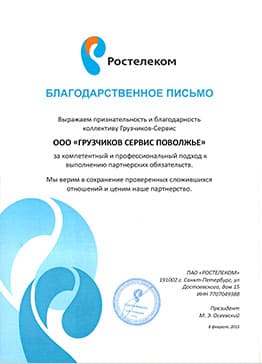 Ростелеком
БЛАГОДАРСТВЕННОЕ ПИСЬМО
Выражаем признательность и благодарность
коллективу Грузчиков-Сервис
ООО «ГРУЗЧИКОВ СЕРВИС ПОВОЛЖЬЕ»
за компетентный и профессиональный подход к
выполнению партнерских обязательств.
Мы верим в сохранение проверенных сложившихся
отношений и ценим наше партнерство.
ПАО «РОСТЕЛЕКОМ»
191002 г. Санкт-Петербург, ул
Достоевского, дом 15
ИНН 7707049388
Президент
М. Э. Осеевский
8 февраля, 2015